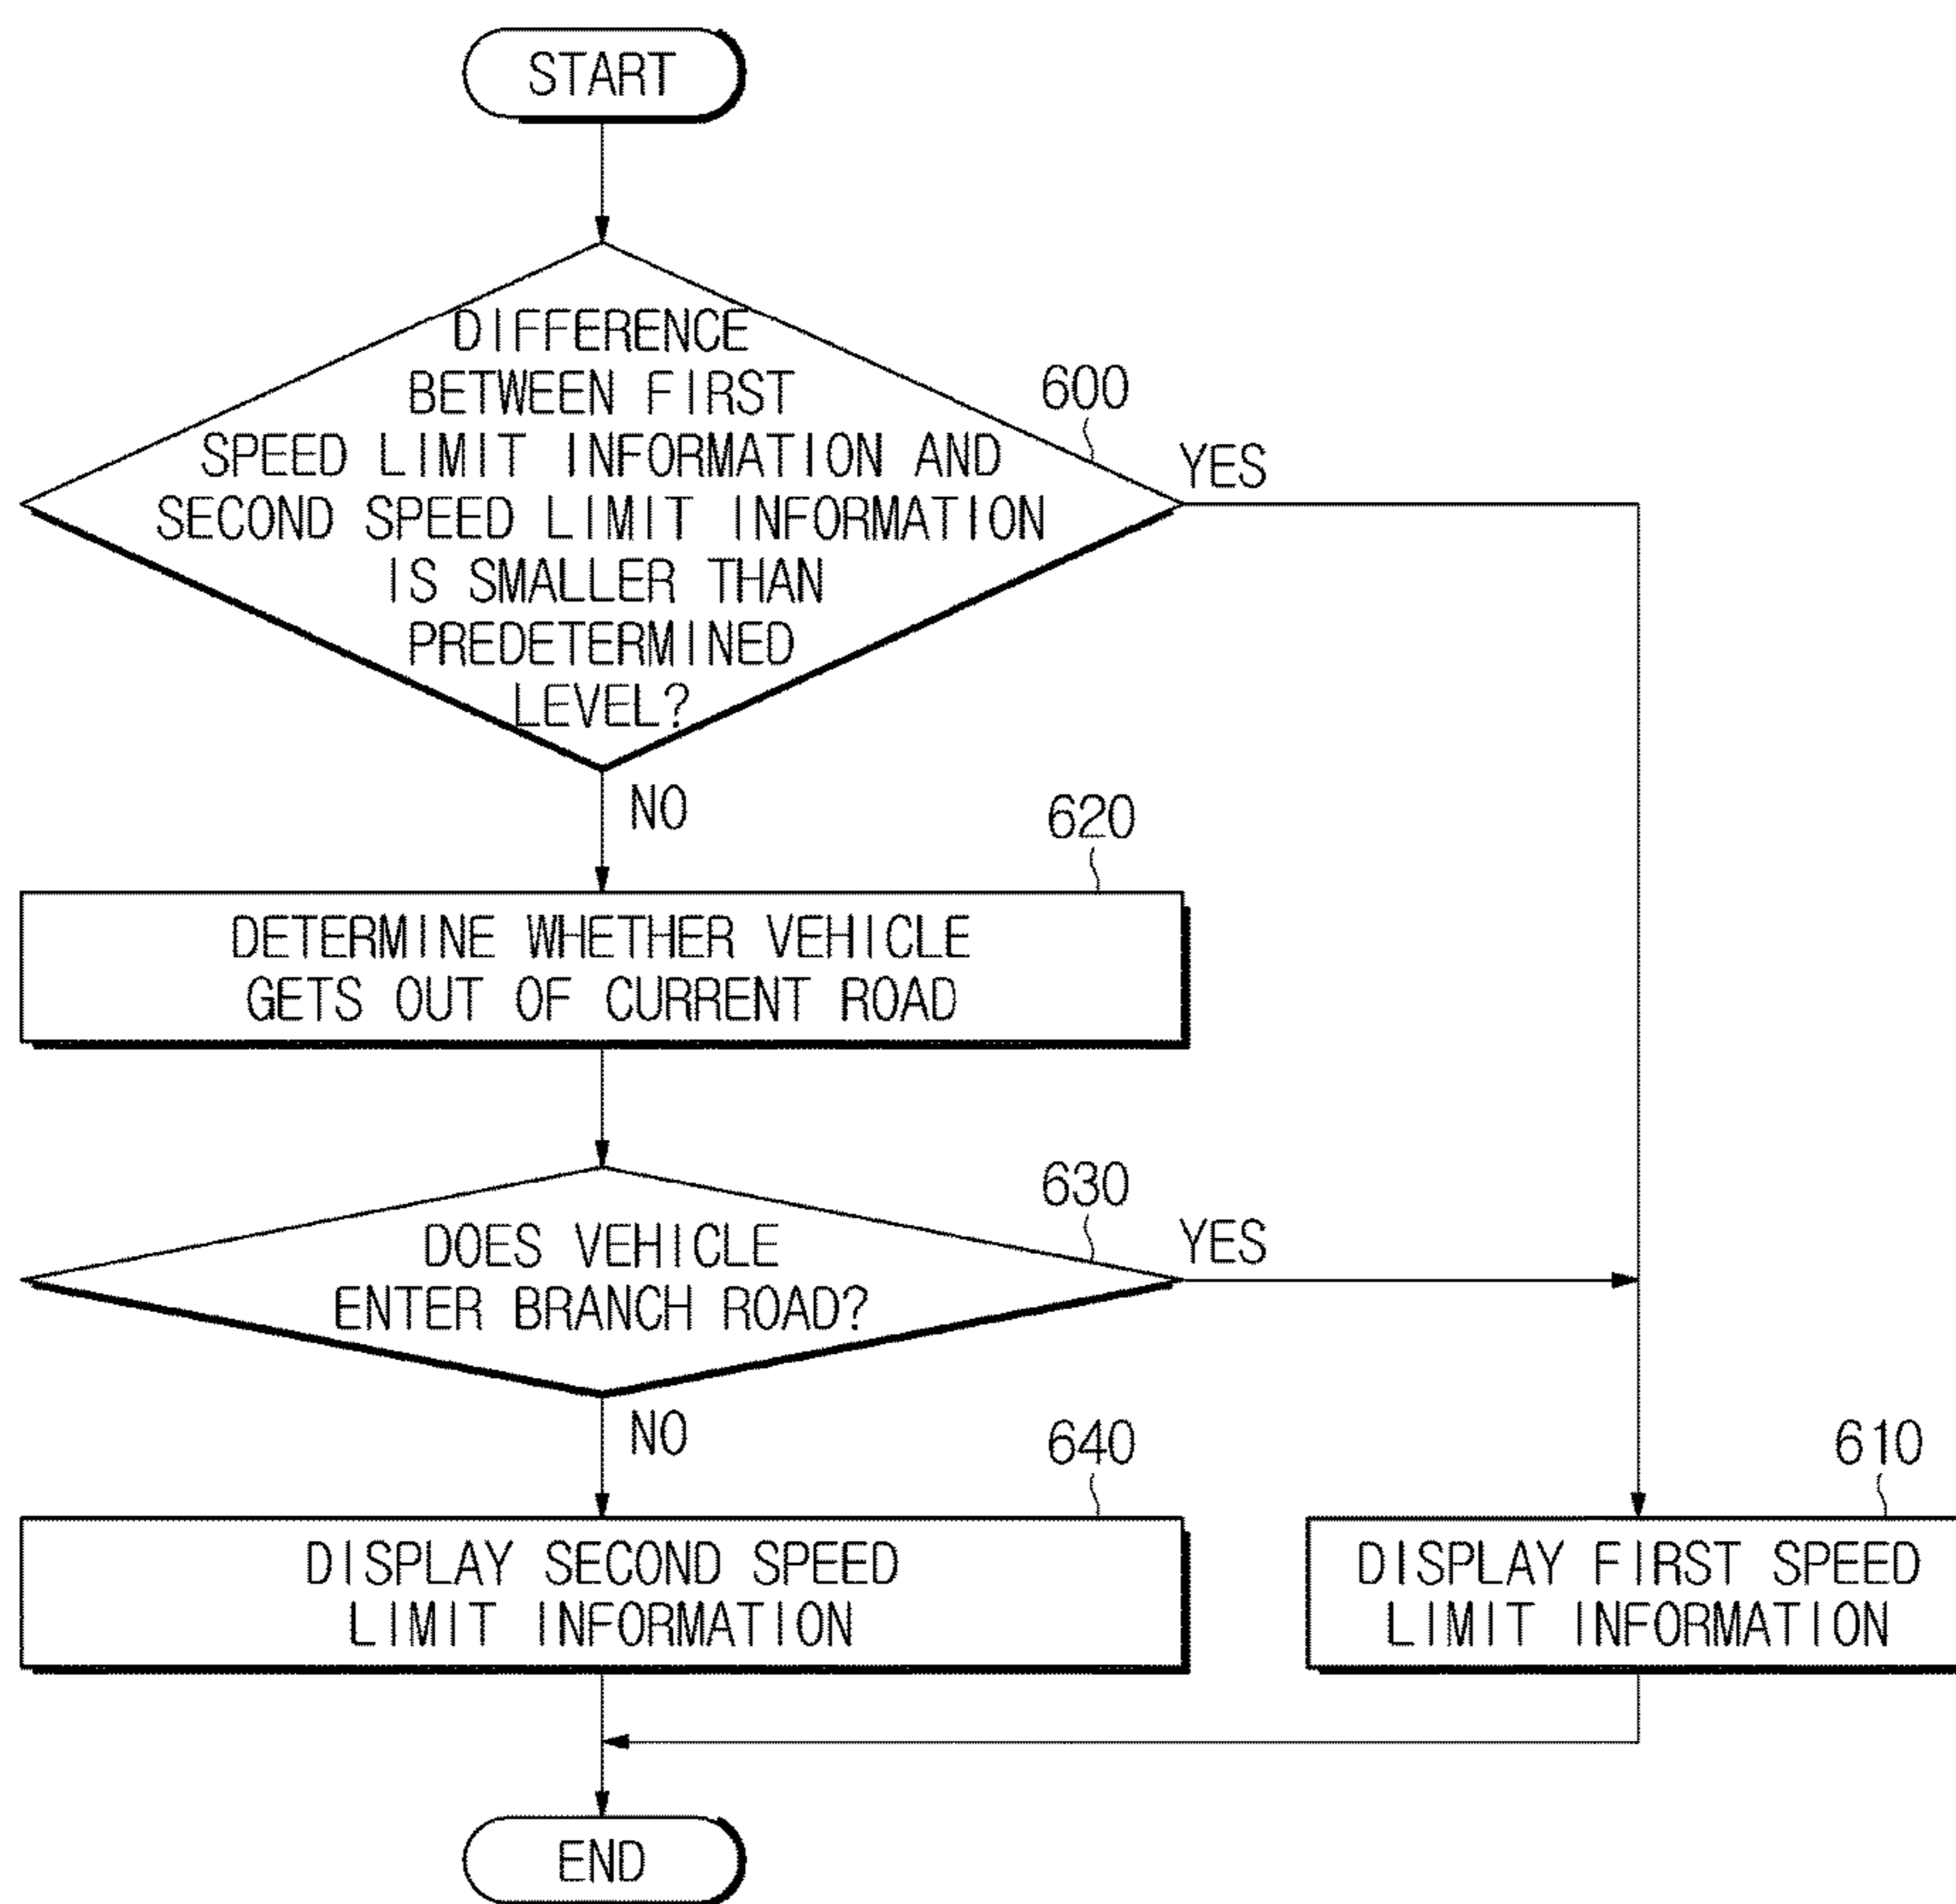 START
DIFFERENCE
BETWEEN FIRST
SPEED LIMIT INFORMATION AND
SECOND SPEED LIMIT INFORMATION
IS SMALLER THAN
PREDETERMINED
LEVEL?
600
YES
NO
620
DETERMINE WHETHER VEHICLE
GETS OUT OF CURRENT ROAD
630
DOES VEHICLE
ENTER BRANCH ROAD?
YES
NO
640
DISPLAY SECOND SPEED
LIMIT INFORMATION
610
DISPLAY FIRST SPEED
LIMIT INFORMATION
END